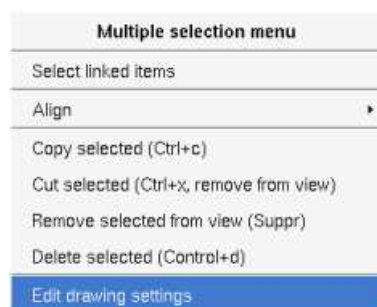 Multiple selection menu
Select linked items
Align
Copy selected (Ctrl+c)
Cut selected (Ctrl+x, remove from view)
Remove selected from view (Suppr)
Delete selected (Control+d)
Edit drawing settings